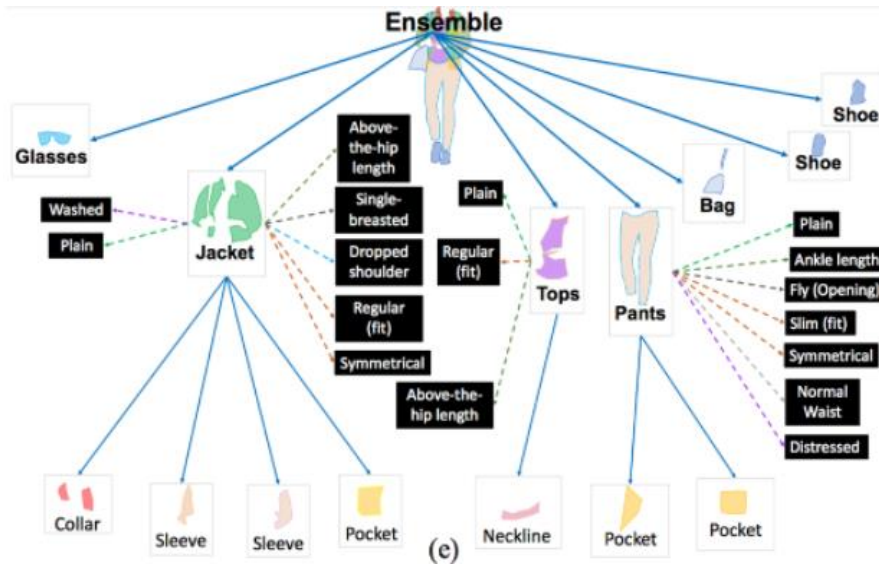 Ensemble
Glasses
Washed
Plain
Jacket
Above-
the-hip
length
Single-
breasted
Dropped
shoulder
Regular
(fit)
Symmetrical
Plain
Regular
(fit)
Above-the-
hip length
Tops
Pants
Bag
Shoe
Shoe
Plain
Ankle length
Fly (Opening)
Slim (fit)
Symmetrical
Normal
Waist
Distressed
Collar
Sleeve
Sleeve
Pocket
Neckline
Pocket
Pocket
(e)